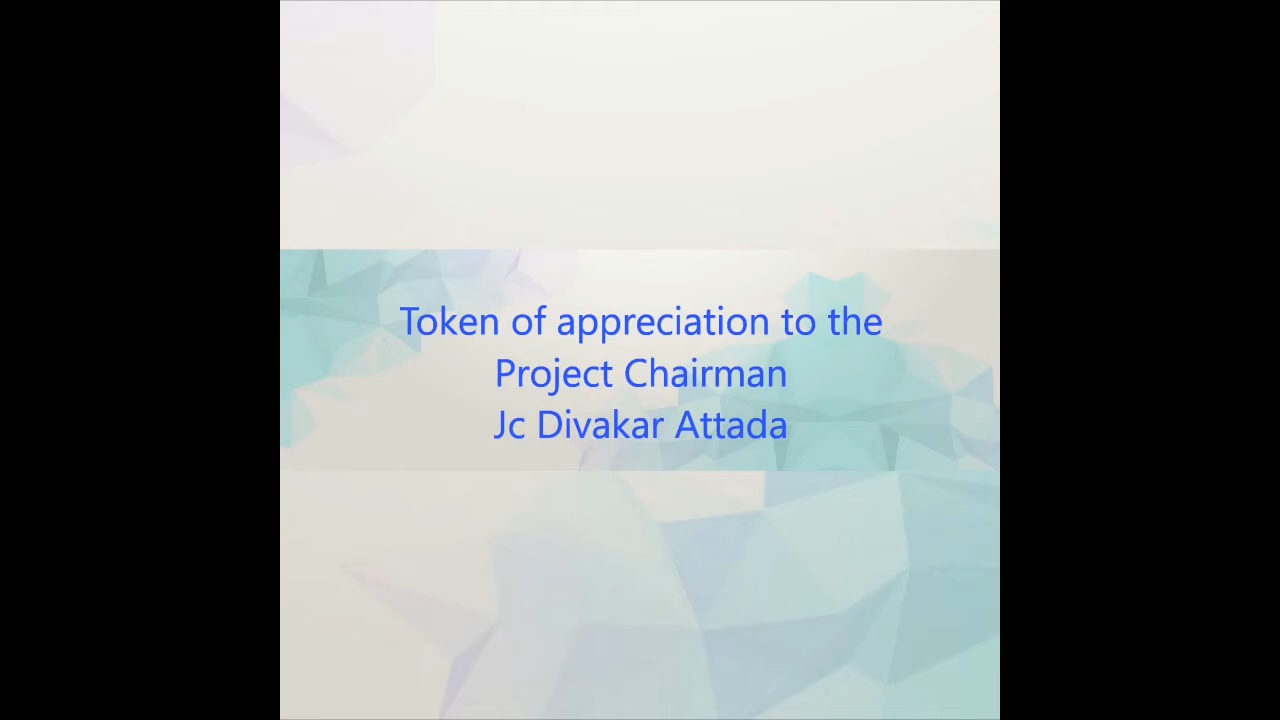 Token of appreciation to the
Project Chairman
Jc Divakar Attada